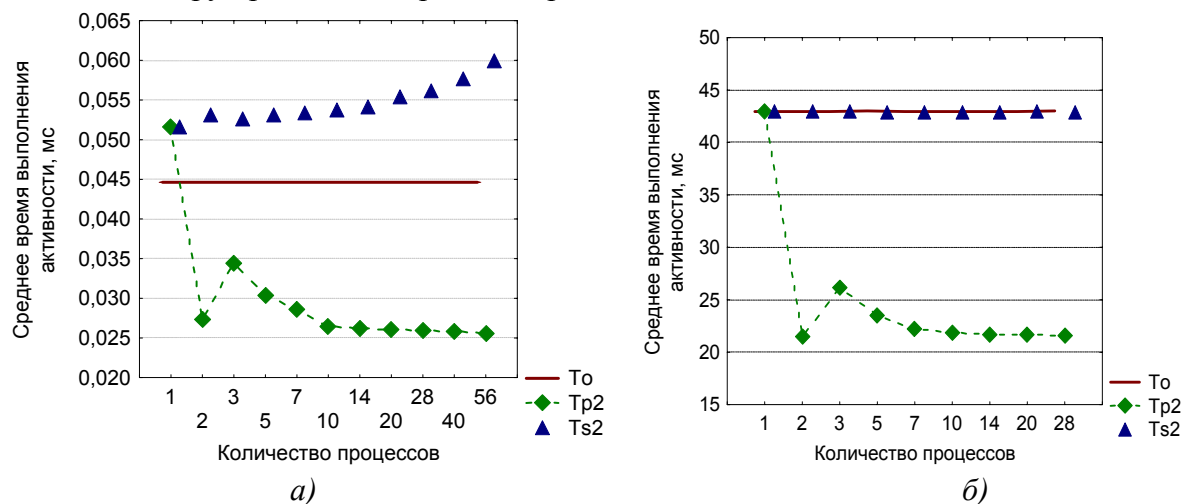 0,065
0,060
0,055
0,050
0,045
0,040
0,035
0,030
0,025
0,020
Среднее время выполнения
активности, мс
1 3 7 14 28 56
2 5 10 20 40
Количество процессов
To
Tp2
Ts2
а)
50
45
40
35
30
25
20
15
Среднее время выполнения
активности, мс
1 2 3 5 7 10 14 20 28
Количество процессов
To
Tp2
Ts2
б)